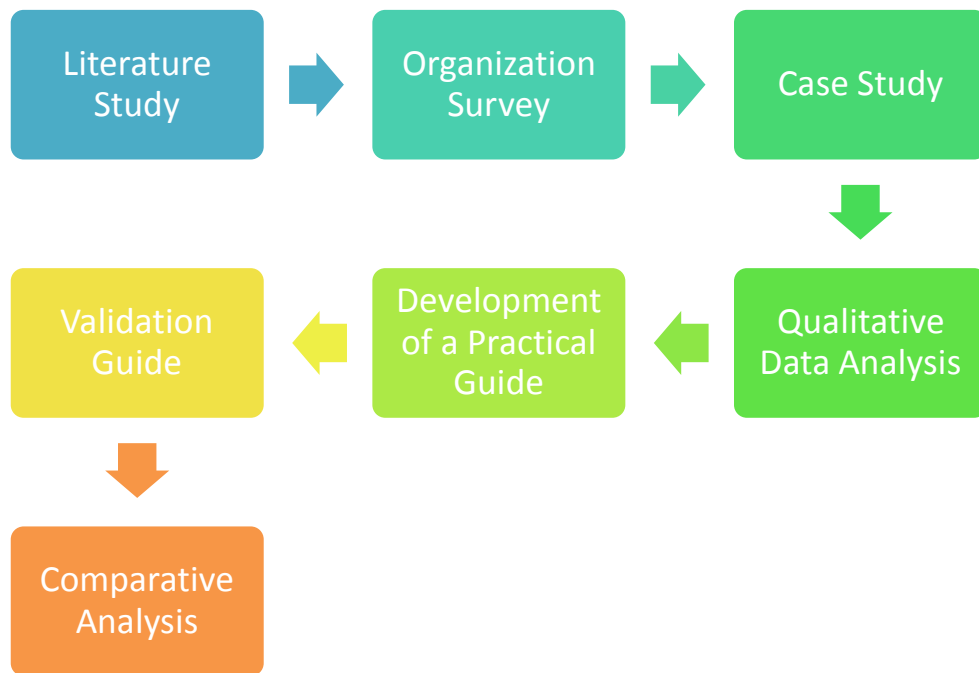 Literature
Study
Organization
Survey
Case Study
Qualitative
Data Analysis
Development
of a Practical
Guide
Validation
Guide
Comparative
Analysis